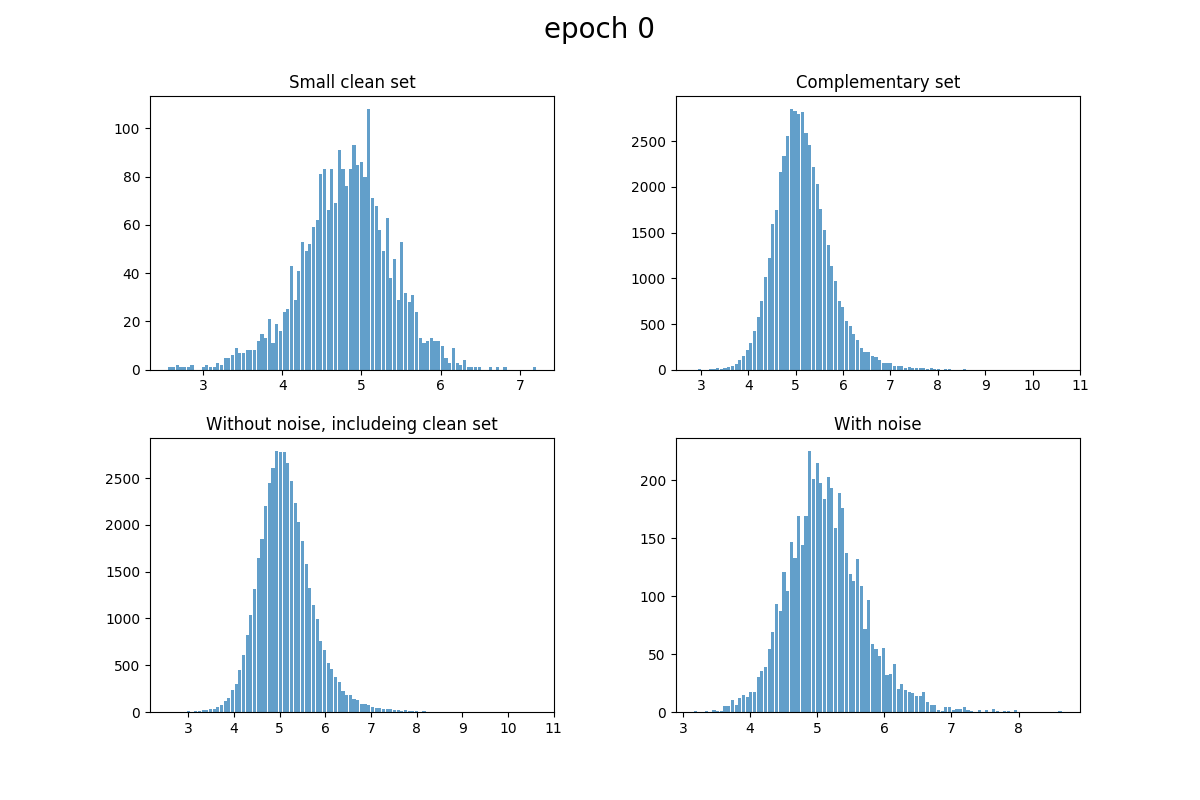 epoch 0
Small clean set
Complementary set
100
80
60
40
20
0
3 4 5 6 7
2500
2000
1500
1000
500
0
3 4 5 6 7 8 9 10 11
Without noise, includeing clean set
With noise
2500
2000
1500
1000
500
0
3 4 5 6 7 8 9 10 11
200
150
100
50
0
3 4 5 6 7 8